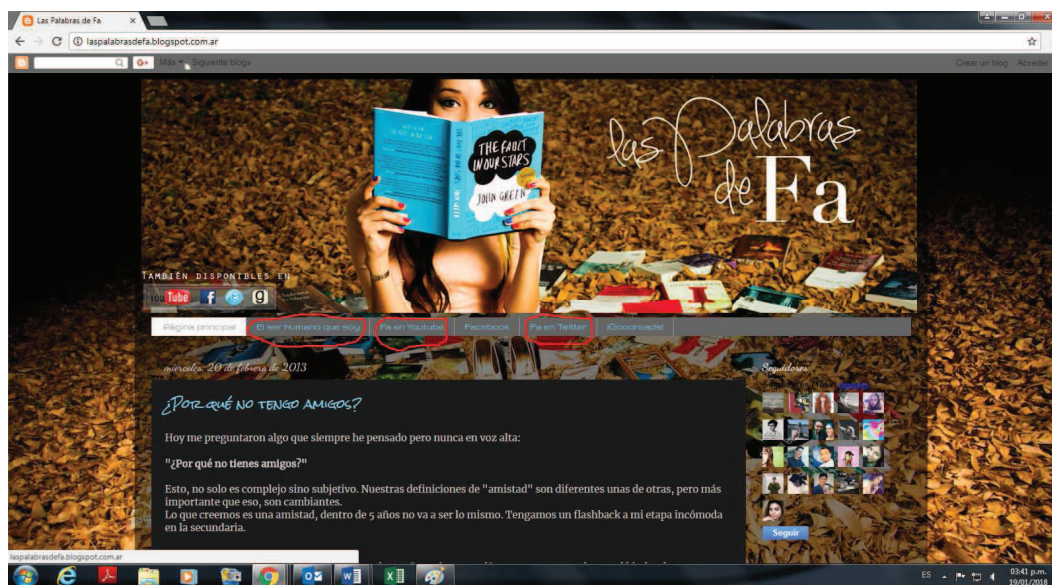 Las Palabras de Fa
laspalabrasdefa.blogspot.com.ar
G+ Más Siguiente blog»
Crear un blog Acceder
THE FAULT
IN OUR STARS
JOHN GREEN
las Palabras
de Fa
TAMBIÉN DISPONIBLES EN
You Tube f g
Página principal El ser humano que soy Fa en Youtube Facebook Fa en Twitter
miércoles, 20 de febrero de 2013
Seguidores
¿POR QUÉ NO TENGO AMIGOS?
Hoy me preguntaron algo que siempre he pensado pero nunca en voz alta:
"¿Por qué no tienes amigos?"
Esto, no solo es complejo sino subjetivo. Nuestras definiciones de "amistad" son diferentes unas de otras, pero más
importante que eso, son cambiantes.
Lo que creemos es una amistad, dentro de 5 años no va a ser lo mismo. Tengamos un flashback a mi etapa incómoda
en la secundaria.
Seguir
laspalabrasdefa.blogspot.com.ar
ES
03:41 p.m.
19/01/2018